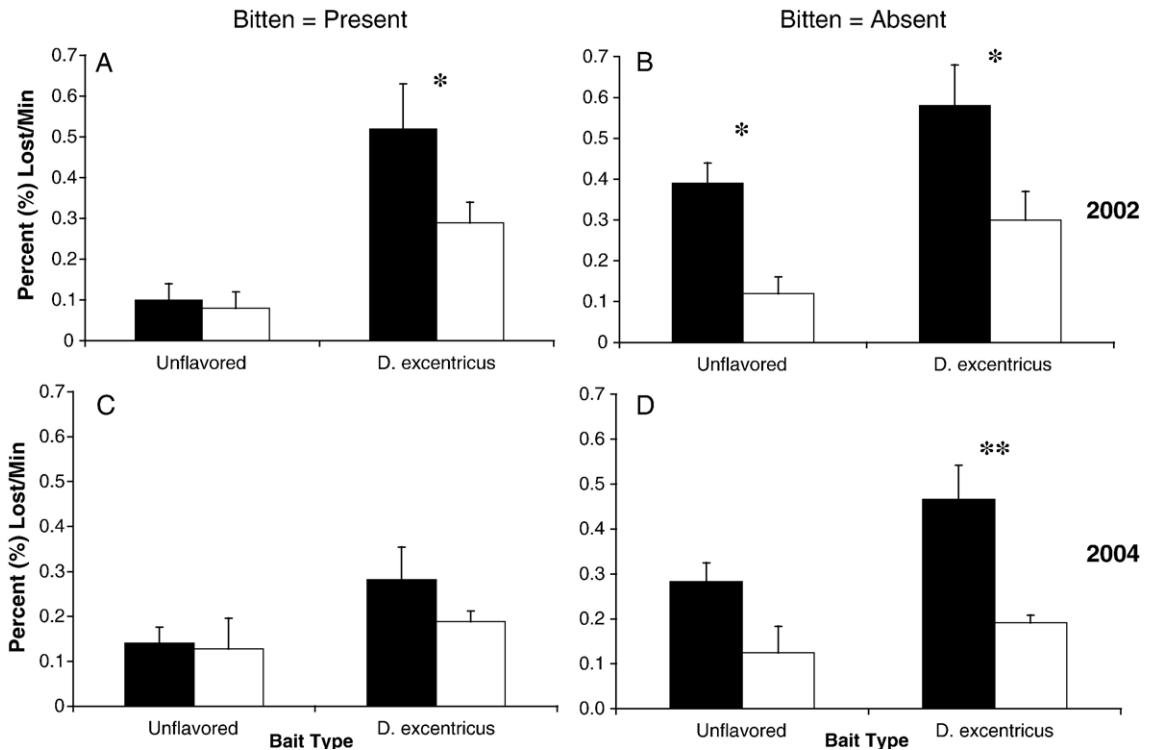 Bitten = Present
Bitten = Absent
A
*
Percent (%) Lost/Min
0.7
0.6
0.5
0.4
0.3
0.2
0.1
0
Unflavored
D. excentricus
B
*
*
0.7
0.6
0.5
0.4
0.3
0.2
0.1
0
Unflavored
D. excentricus
2002
C
Percent (%) Lost/Min
0.7
0.6
0.5
0.4
0.3
0.2
0.1
0
Unflavored
D. excentricus
Bait Type
D
**
0.7
0.6
0.5
0.4
0.3
0.2
0.1
0.0
Unflavored
D. excentricus
Bait Type
2004